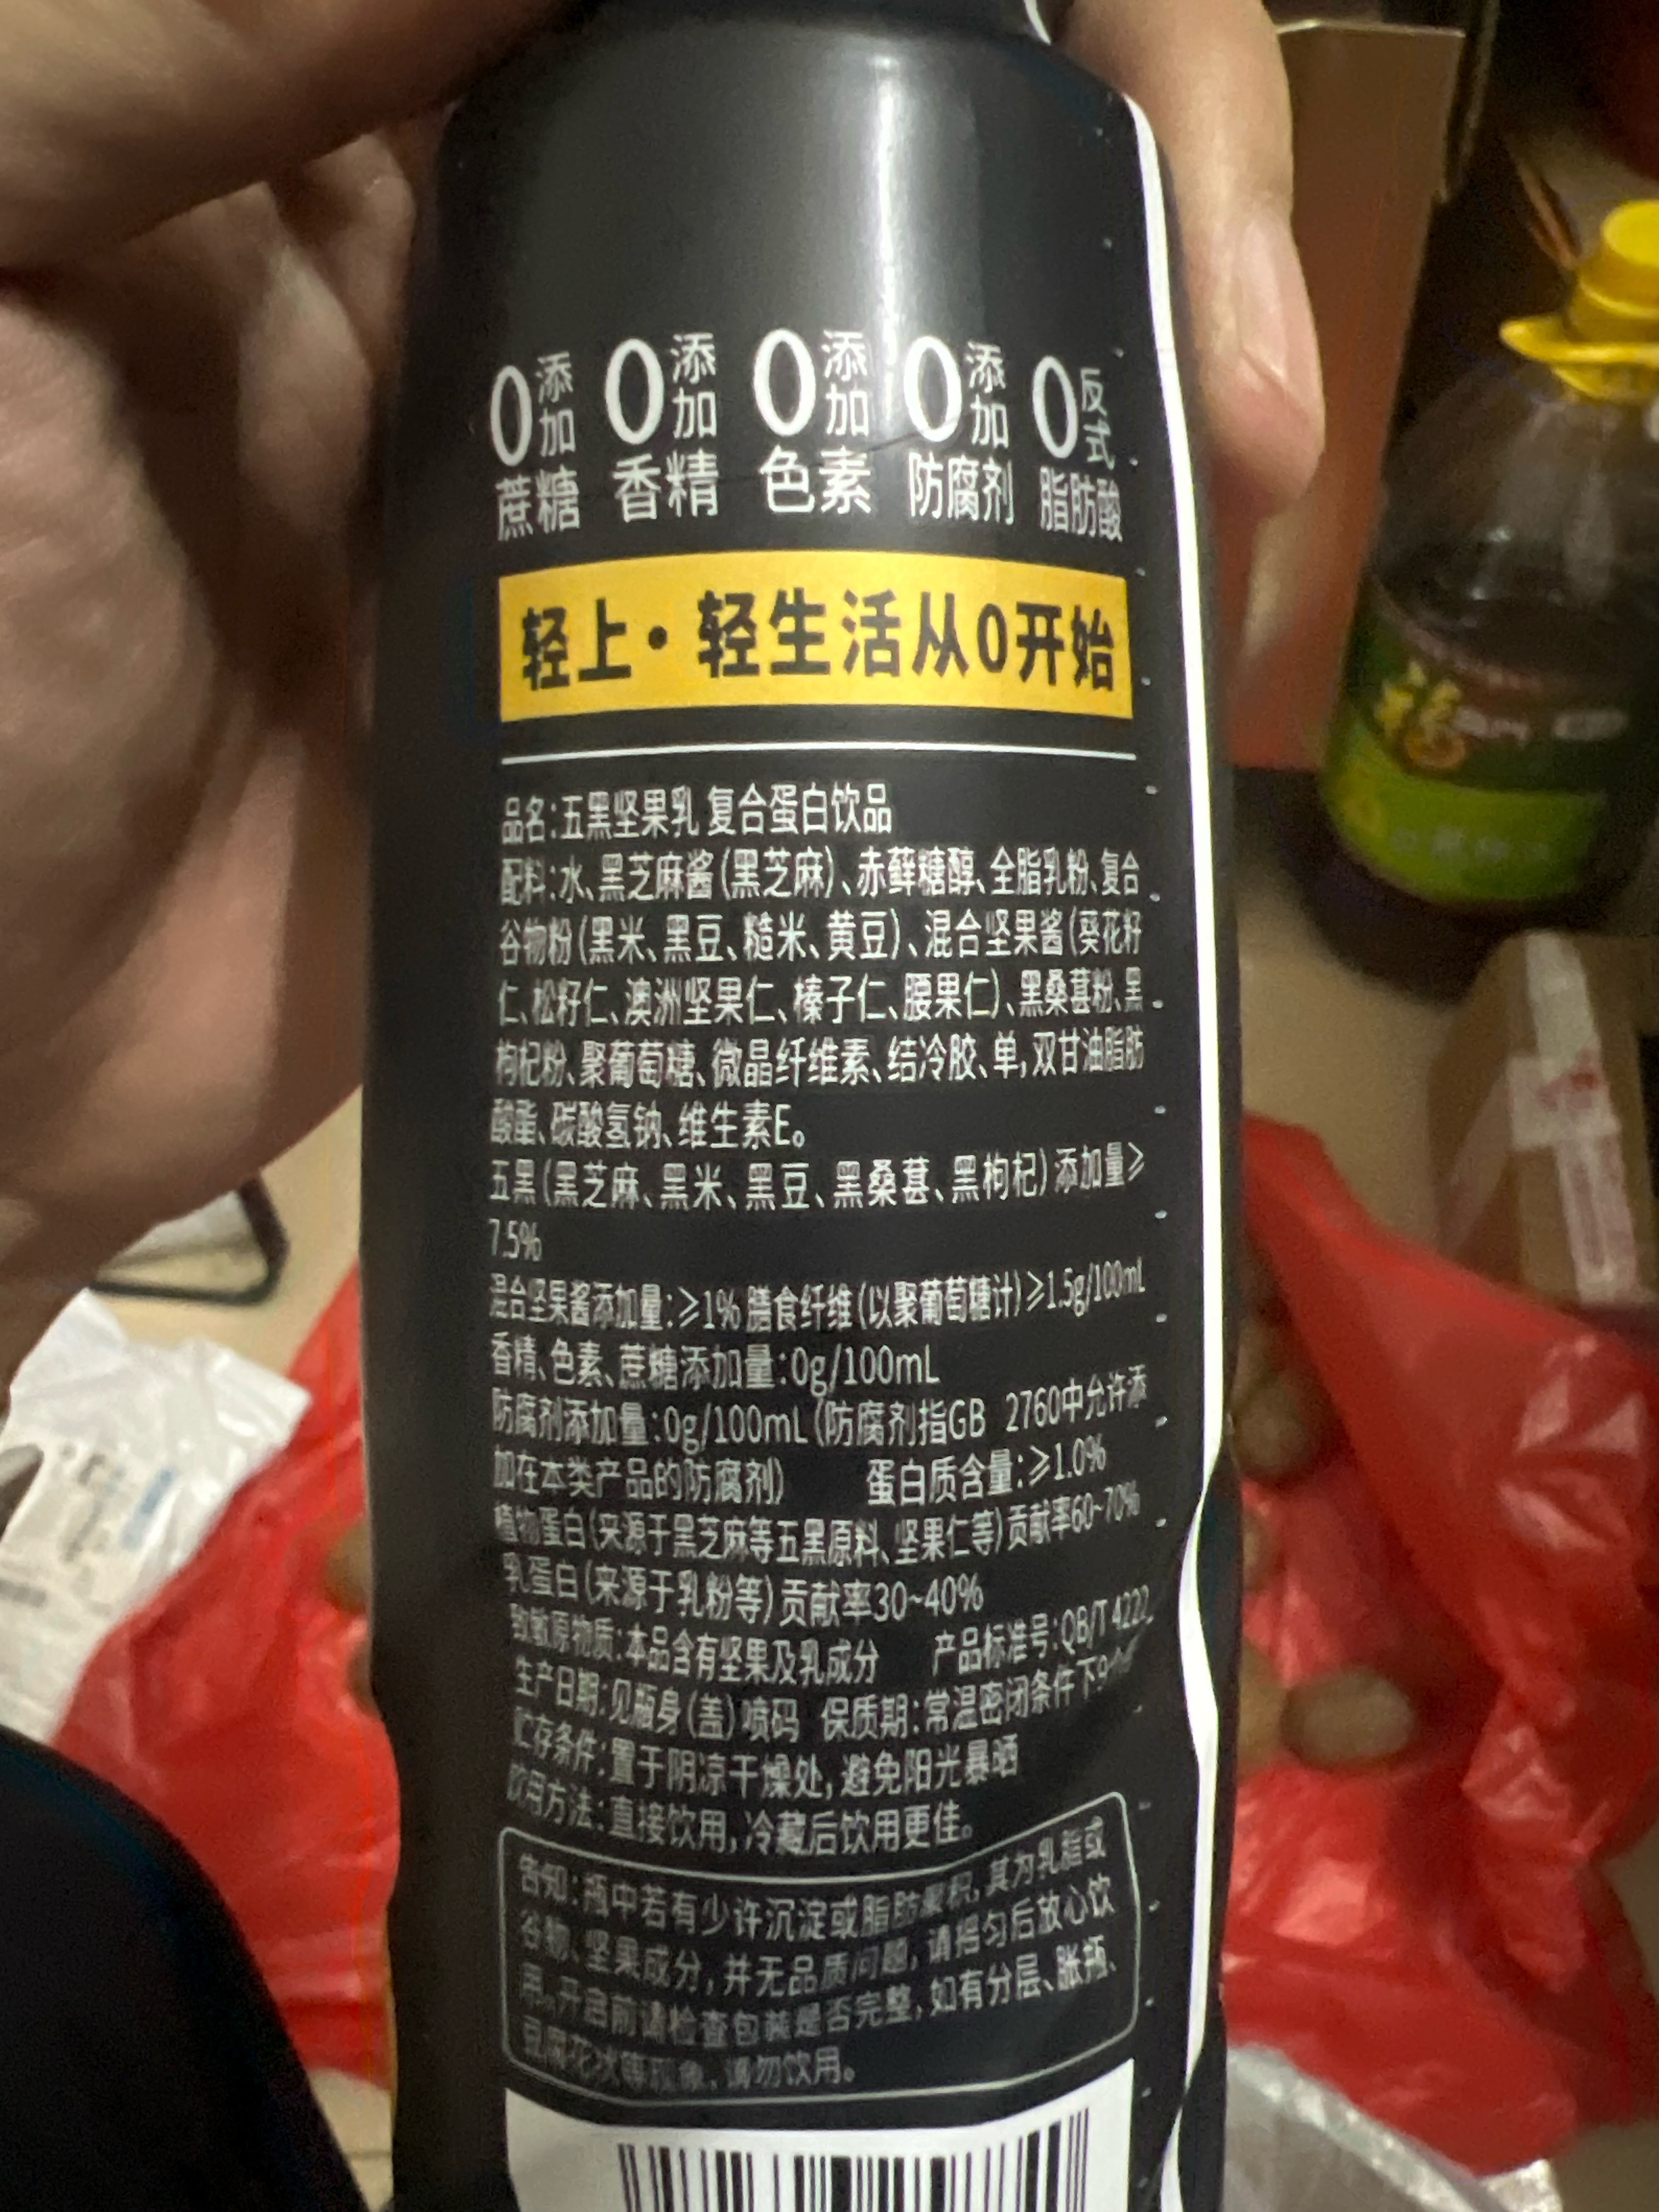 0添加蔗糖 0添加香精 0添加色素 0添加防腐剂 0反式脂肪酸
轻上·轻生活从0开始
品名:五黑坚果乳 复合蛋白饮品
配料:水、黑芝麻酱(黑芝麻)、赤藓糖醇、全脂乳粉、复合
谷物粉(黑米、黑豆、糙米、黄豆)、混合坚果酱(葵花籽
仁、松籽仁、澳洲坚果仁、榛子仁、腰果仁)、黑桑葚粉、黑
枸杞粉、聚葡萄糖、微晶纤维素、结冷胶、单,双甘油脂肪
酸酯、碳酸氢钠、维生素E。
五黑(黑芝麻、黑米、黑豆、黑桑葚、黑枸杞)添加量≥
7.5%
混合坚果酱添加量:≥1% 膳食纤维(以聚葡萄糖计)≥1.5g/100mL
香精、色素、蔗糖添加量:0g/100mL
防腐剂添加量:0g/100mL(防腐剂指GB 2760中允许添
加在本类产品的防腐剂) 蛋白质含量:≥1.0%
植物蛋白(来源于黑芝麻等五黑原料、坚果仁等)贡献率60~70%
乳蛋白(来源于乳粉等)贡献率30~40%
致敏原物质:本品含有坚果及乳成分 产品标准号:QB/T 4222
生产日期:见瓶身(盖)喷码 保质期:常温密闭条件下9个
贮存条件:置于阴凉干燥处,避免阳光暴晒
饮用方法:直接饮用,冷藏后饮用更佳。
告知:瓶中若有少许沉淀或脂肪聚积,其为乳脂或
谷物、坚果成分,并无品质问题,请摇匀后放心饮
用。开启前请检查包装是否完整,如有分层、胀瓶、
豆腐花状等现象,请勿饮用。
福